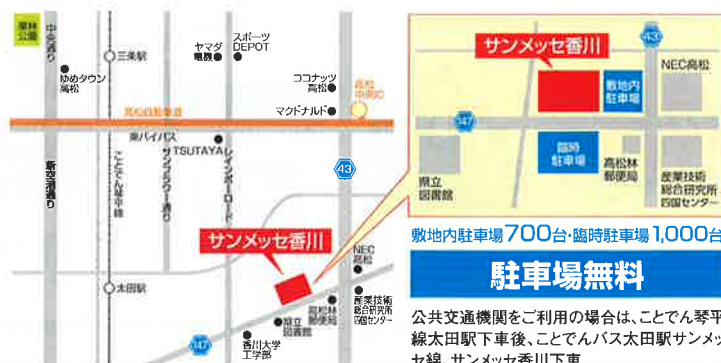 栗林
公園
中央通り
三条駅
ゆめタウン
高松
ヤマダ
電機
スポーツ
DEPOT
ココナッツ
高松
高松
中央IC
マクドナルド
高松自動車道
東バイパス
TSUTAYA
新空港通り
ことでん琴平線
サンフラワー通り
レインボーロード
43
サンメッセ香川
NEC
高松
太田駅
産業技術
総合研究所
四国センター
高松林
郵便局
県立
図書館
香川大学
工学部
147
サンメッセ香川
43
NEC高松
敷地内
駐車場
147
臨時
駐車場
高松林
郵便局
県立
図書館
産業技術
総合研究所
四国センター
敷地内駐車場700台・臨時駐車場1,000台
駐車場無料
公共交通機関をご利用の場合は、ことでん琴平
線太田駅下車後、ことでんバス太田駅サンメッ
セ線 サンメッセ香川下車